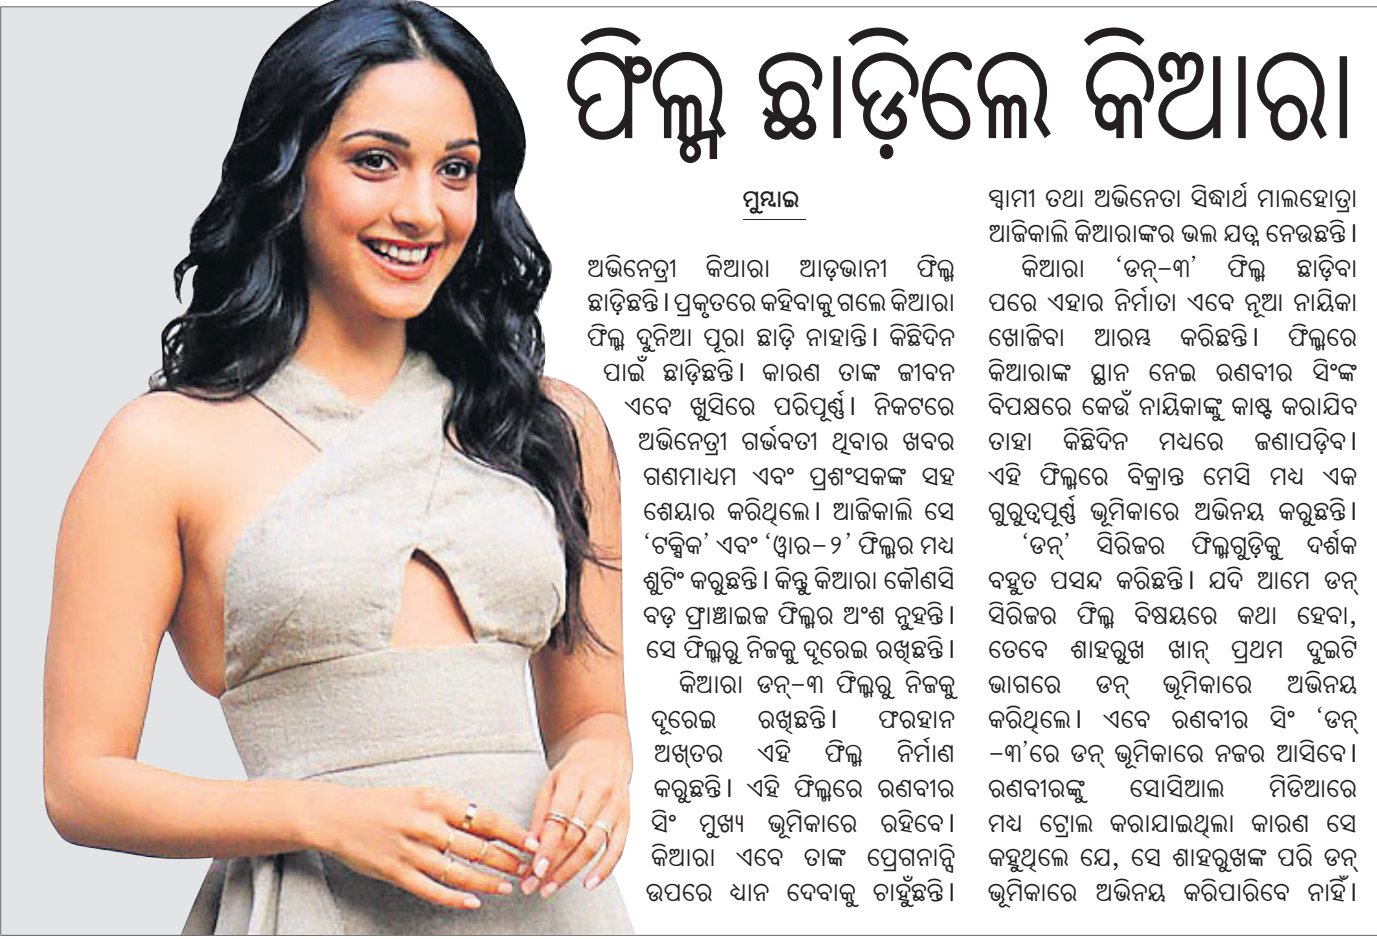 ଫିଲ୍ମ ଛାଡ଼ିଲେ କିଆରା
ମୁମ୍ବାଇ
ଅଭିନେତ୍ରୀ କିଆରା ଆଡ଼ଭାନୀ ଫିଲ୍ମ
ଛାଡ଼ିଛନ୍ତି। ପ୍ରକୃତରେ କହିବାକୁ ଗଲେ କିଆରା
ଫିଲ୍ମ ଦୁନିଆ ପୂରା ଛାଡ଼ି ନାହାନ୍ତି। କିଛିଦିନ
ପାଇଁ ଛାଡ଼ିଛନ୍ତି। କାରଣ ତାଙ୍କ ଜୀବନ
ଏବେ ଖୁସିରେ ପରିପୂର୍ଣ୍ଣ। ନିକଟରେ
ଅଭିନେତ୍ରୀ ଗର୍ଭବତୀ ଥିବାର ଖବର
ଗଣମାଧ୍ୟମ ଏବଂ ପ୍ରଶଂସକଙ୍କ ସହ
ଶେୟାର କରିଥିଲେ। ଆଜିକାଲି ସେ
‘ଟକ୍ସିକ’ ଏବଂ ‘ୱାର–୨’ ଫିଲ୍ମର ମଧ୍ୟ
ଶୁଟିଂ କରୁଛନ୍ତି। କିନ୍ତୁ କିଆରା କୌଣସି
ବଡ଼ ଫ୍ରାଞ୍ଚାଇଜ ଫିଲ୍ମର ଅଂଶ ନୁହନ୍ତି।
ସେ ଫିଲ୍ମରୁ ନିଜକୁ ଦୂରେଇ ରଖିଛନ୍ତି।
କିଆରା ଡନ୍–୩ ଫିଲ୍ମରୁ ନିଜକୁ
ଦୂରେଇ ରଖିଛନ୍ତି। ଫରହାନ
ଅଖ୍ତର ଏହି ଫିଲ୍ମ ନିର୍ମାଣ
କରୁଛନ୍ତି। ଏହି ଫିଲ୍ମରେ ରଣବୀର
ସିଂ ମୁଖ୍ୟ ଭୂମିକାରେ ରହିବେ।
କିଆରା ଏବେ ତାଙ୍କ ପ୍ରେଗନାନ୍ସି
ଉପରେ ଧ୍ୟାନ ଦେବାକୁ ଚାହୁଁଛନ୍ତି।
ସ୍ୱାମୀ ତଥା ଅଭିନେତା ସିଦ୍ଧାର୍ଥ ମାଲହୋତ୍ରା
ଆଜିକାଲି କିଆରାଙ୍କର ଭଲ ଯତ୍ନ ନେଉଛନ୍ତି।
କିଆରା ‘ଡନ୍–୩’ ଫିଲ୍ମ ଛାଡ଼ିବା
ପରେ ଏହାର ନିର୍ମାତା ଏବେ ନୂଆ ନାୟିକା
ଖୋଜିବା ଆରମ୍ଭ କରିଛନ୍ତି। ଫିଲ୍ମରେ
କିଆରାଙ୍କ ସ୍ଥାନ ନେଇ ରଣବୀର ସିଂଙ୍କ
ବିପକ୍ଷରେ କେଉଁ ନାୟିକାଙ୍କୁ କାଷ୍ଟ କରାଯିବ
ତାହା କିଛିଦିନ ମଧ୍ୟରେ ଜଣାପଡ଼ିବ।
ଏହି ଫିଲ୍ମରେ ବିକ୍ରାନ୍ତ ମେସି ମଧ୍ୟ ଏକ
ଗୁରୁତ୍ୱପୂର୍ଣ୍ଣ ଭୂମିକାରେ ଅଭିନୟ କରୁଛନ୍ତି।
‘ଡନ୍’ ସିରିଜର ଫିଲ୍ମଗୁଡ଼ିକୁ ଦର୍ଶକ
ବହୁତ ପସନ୍ଦ କରିଛନ୍ତି। ଯଦି ଆମେ ଡନ୍
ସିରିଜର ଫିଲ୍ମ ବିଷୟରେ କଥା ହେବା,
ତେବେ ଶାହରୁଖ ଖାନ୍ ପ୍ରଥମ ଦୁଇଟି
ଭାଗରେ ଡନ୍ ଭୂମିକାରେ ଅଭିନୟ
କରିଥିଲେ। ଏବେ ରଣବୀର ସିଂ ‘ଡନ୍
–୩’ରେ ଡନ୍ ଭୂମିକାରେ ନଜର ଆସିବେ।
ରଣବୀରଙ୍କୁ ସୋସିଆଲ ମିଡିଆରେ
ମଧ୍ୟ ଟ୍ରୋଲ କରାଯାଇଥିଲା କାରଣ ସେ
କହୁଥିଲେ ଯେ, ସେ ଶାହରୁଖଙ୍କ ପରି ଡନ୍
ଭୂମିକାରେ ଅଭିନୟ କରିପାରିବେ ନାହିଁ।